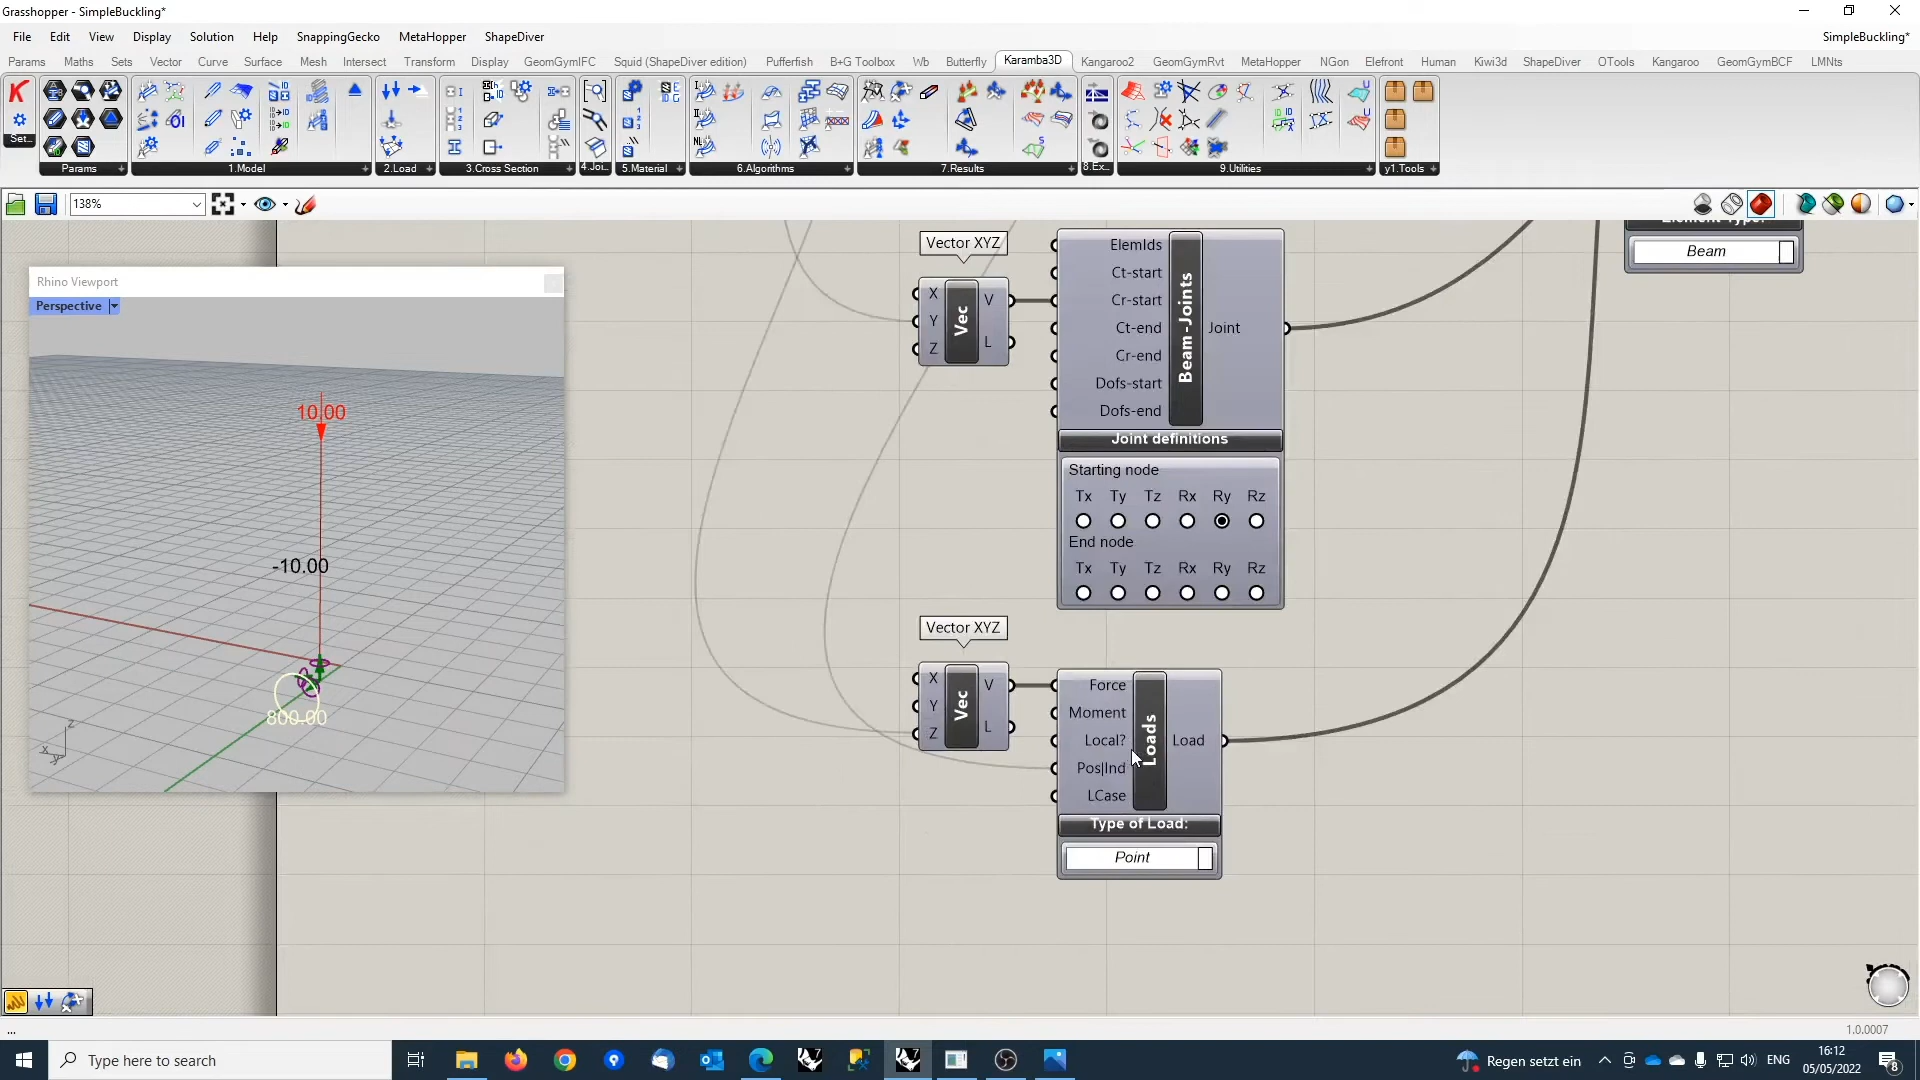 Grasshopper - SimpleBuckling*
File Edit View Display Solution Help SnappingGecko MetaHopper ShapeDiver
SimpleBuckling*
Params Maths Sets Vector Curve Surface Mesh Intersect Transform Display GeomGymIFC Squid (ShapeDiver edition) Pufferfish B+G Toolbox Wb Butterfly Karamba3D Kangaroo2 GeomGymRvt MetaHopper NGon Elefront Human Kiwi3d ShapeDiver OTools Kangaroo GeomGymBCF LMNts
Set...
Params 1.Model 2.Load 3.Cross Section 4.Joi... 5.Material 6.Algorithms 7.Results 8.Ex... 9.Utilities y1.Tools
138%
Rhino Viewport
Perspective
10.00
-10.00
800.00
z
x
y
Vector XYZ
X
Y
Z
Vec
V
L
ElemIds
Ct-start
Cr-start
Ct-end
Cr-end
Dofs-start
Dofs-end
Beam-Joints
Joint
Joint definitions
Starting node
Tx Ty Tz Rx Ry Rz
End node
Tx Ty Tz Rx Ry Rz
Element Type:
Beam
Vector XYZ
X
Y
Z
Vec
V
L
Force
Moment
Local?
Pos|Ind
LCase
Loads
Load
Type of Load:
Point
...
1.0.0007
Type here to search
Regen setzt ein
ENG
16:12
05/05/2022
8